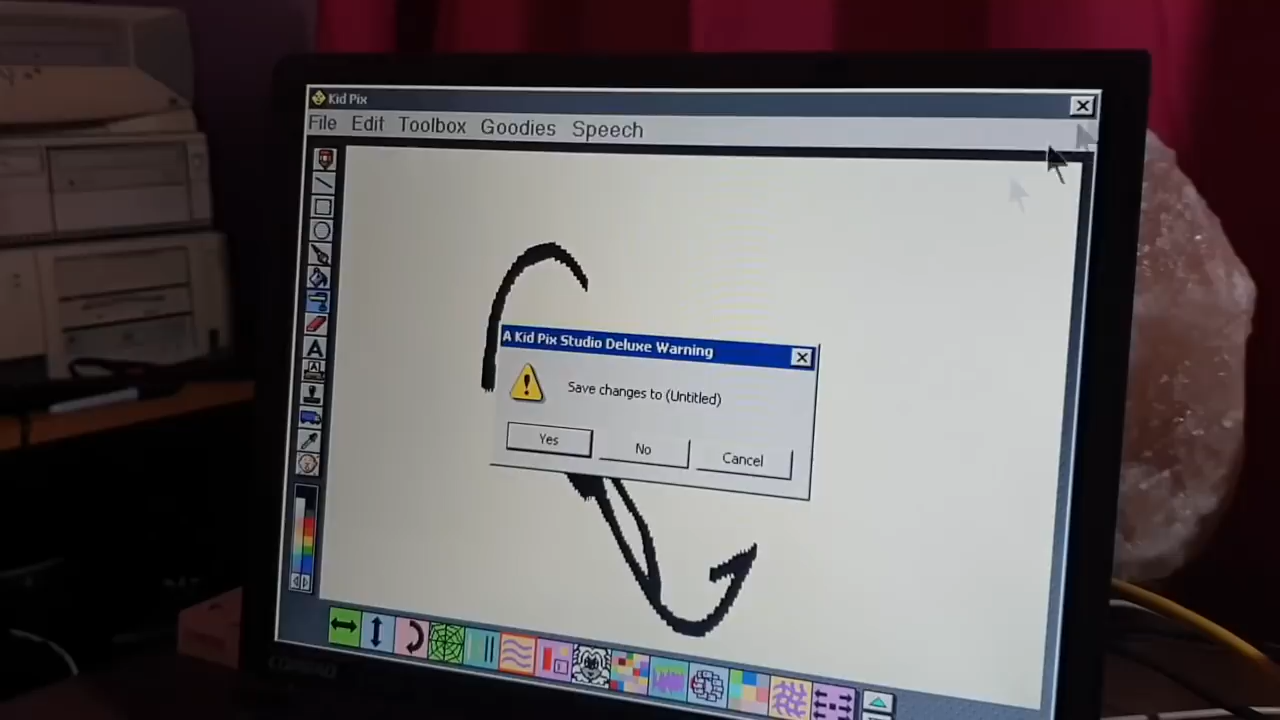 Kid Pix
File Edit Toolbox Goodies Speech
A Kid Pix Studio Deluxe Warning
Save changes to (Untitled)
Yes No Cancel
A
A